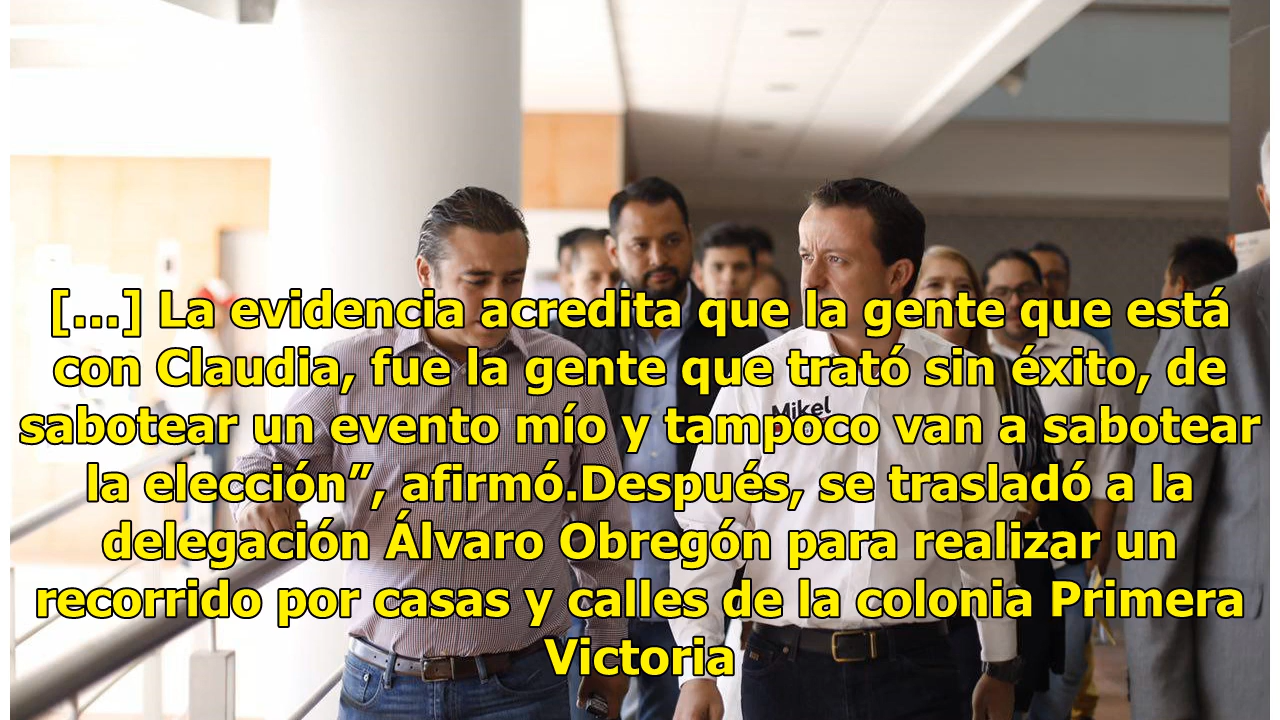 [...] La evidencia acredita que la gente que está
con Claudia, fue la gente que trató sin éxito, de
sabotear un evento mío y tampoco van a sabotear
la elección”, afirmó.Después, se trasladó a la
delegación Álvaro Obregón para realizar un
recorrido por casas y calles de la colonia Primera
Victoria
Mikel